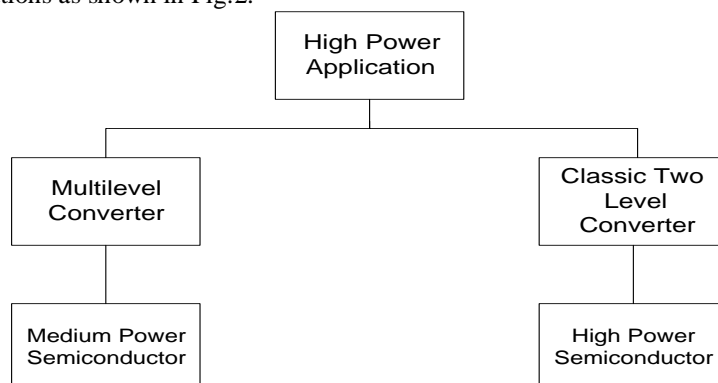 tions as shown in Fig.2.
High Power
Application
Multilevel
Converter
Classic Two
Level
Converter
Medium Power
Semiconductor
High Power
Semiconductor